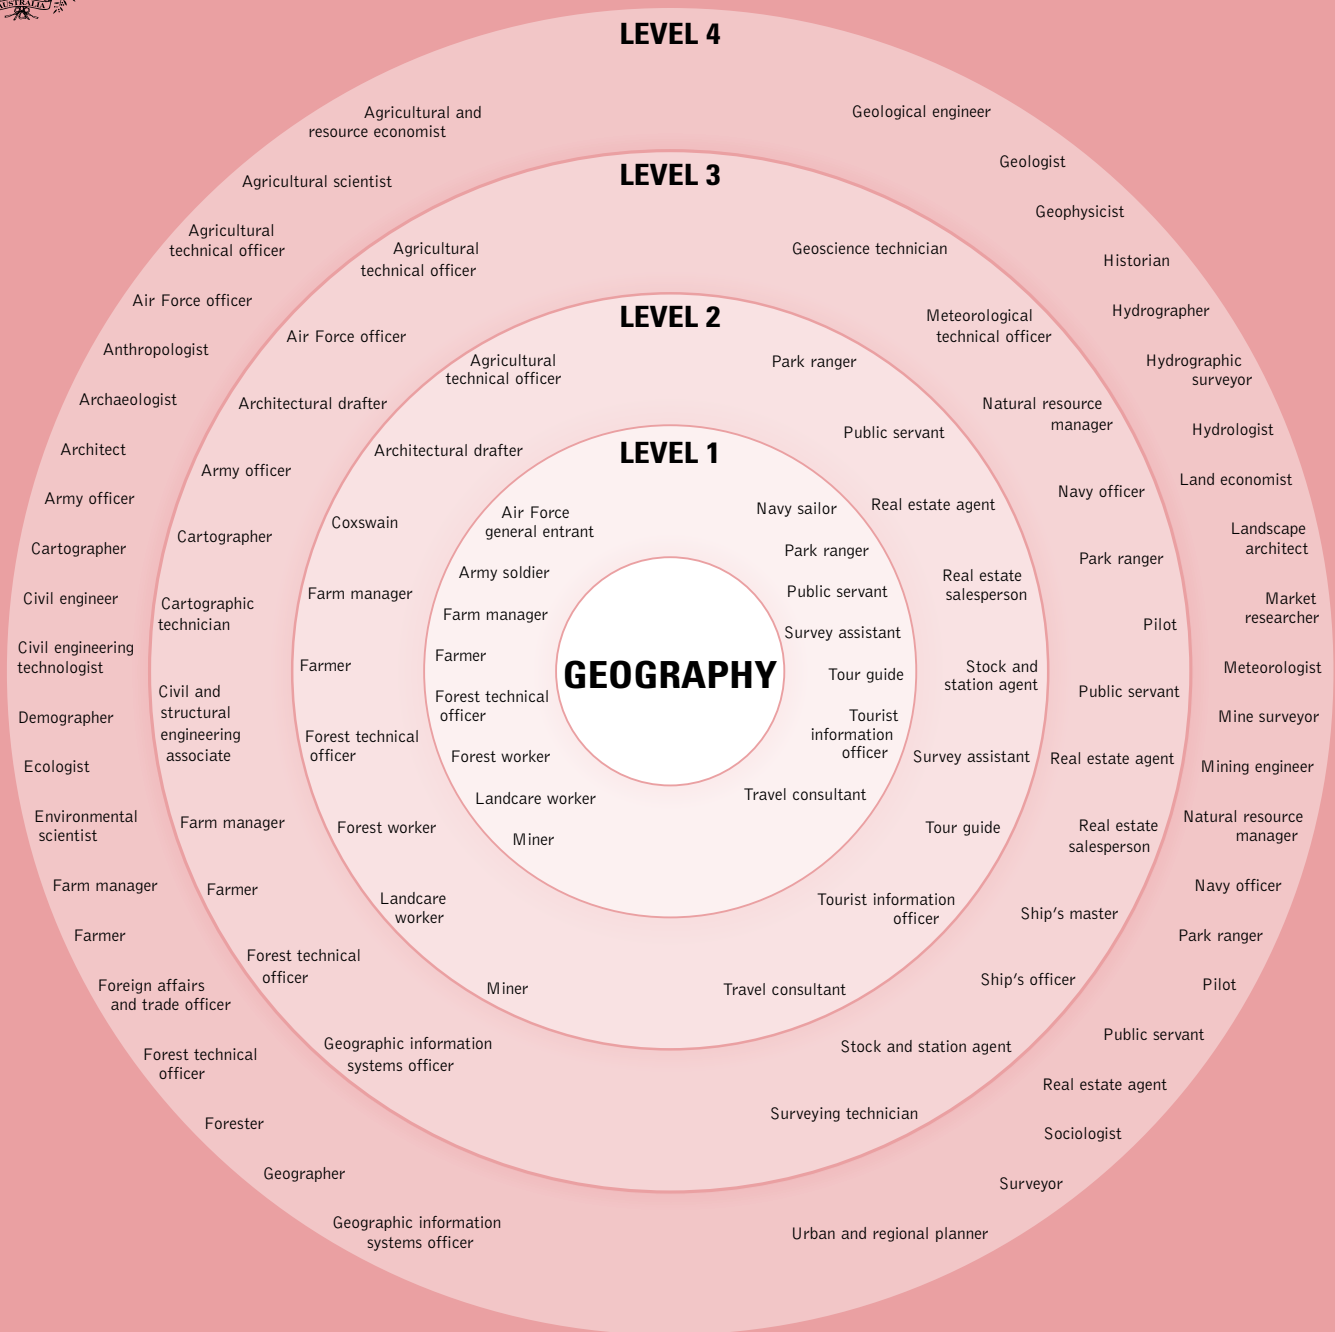 AUSTRALIA
LEVEL 4
Agricultural and
resource economist
Agricultural scientist
Agricultural
technical officer
Air Force officer
Anthropologist
Archaeologist
Architect
Army officer
Cartographer
Civil engineer
Civil engineering
technologist
Demographer
Ecologist
Environmental
scientist
Farm manager
Farmer
Foreign affairs
and trade officer
Forest technical
officer
Forester
Geographer
Geographic information
systems officer
Geological engineer
Geologist
Geophysicist
Historian
Hydrographer
Hydrographic
surveyor
Hydrologist
Land economist
Landscape
architect
Market
researcher
Meteorologist
Mine surveyor
Mining engineer
Natural resource
manager
Navy officer
Park ranger
Pilot
Public servant
Real estate agent
Sociologist
Surveyor
Urban and regional planner
LEVEL 3
Agricultural
technical officer
Air Force officer
Architectural drafter
Army officer
Cartographer
Cartographic
technician
Civil and
structural
engineering
associate
Farm manager
Farmer
Forest technical
officer
Geographic information
systems officer
Geoscience technician
Meteorological
technical officer
Natural resource
manager
Navy officer
Park ranger
Pilot
Public servant
Real estate agent
Real estate
salesperson
Ship's master
Ship's officer
Stock and station agent
Surveying technician
LEVEL 2
Agricultural
technical officer
Architectural drafter
Coxswain
Farm manager
Farmer
Forest technical
officer
Forest worker
Landcare
worker
Miner
Park ranger
Public servant
Real estate agent
Real estate
salesperson
Stock and
station agent
Survey assistant
Tour guide
Tourist information
officer
Travel consultant
LEVEL 1
Air Force
general entrant
Army soldier
Farm manager
Farmer
Forest technical
officer
Forest worker
Landcare worker
Miner
Navy sailor
Park ranger
Public servant
Survey assistant
Tour guide
Tourist
information
officer
Travel consultant
GEOGRAPHY